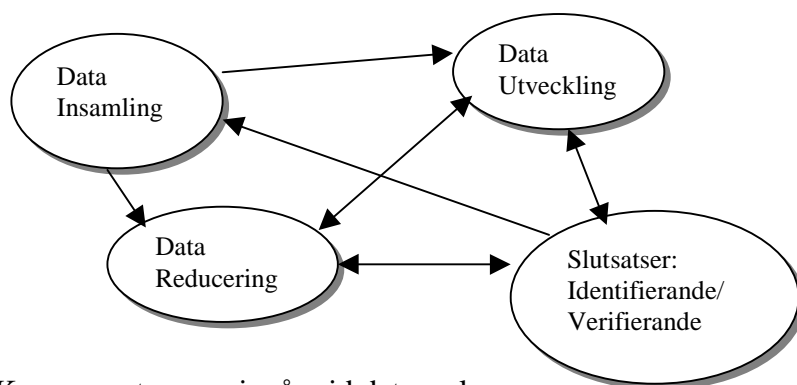 Data
Insamling
Data
Utveckling
Data
Reducering
Slutsatser:
Identifierande/
Verifierande